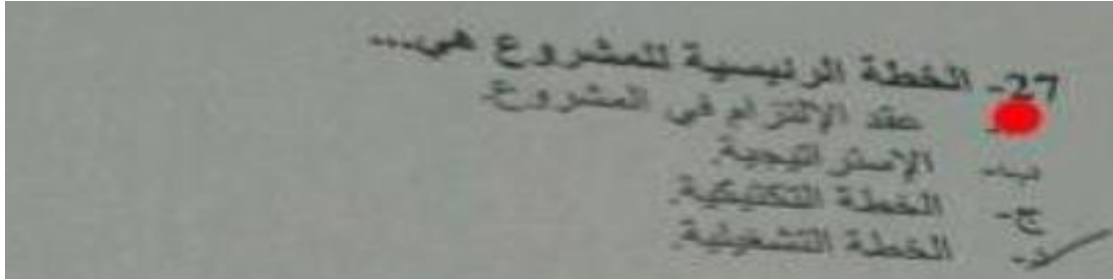 27- الخطة الرئيسية للمشروع هي...
عقد الإلتزام في المشروع.
ب- الإستراتيجية.
ج- الخطة التكتيكية.
د- الخطة التشغيلية.